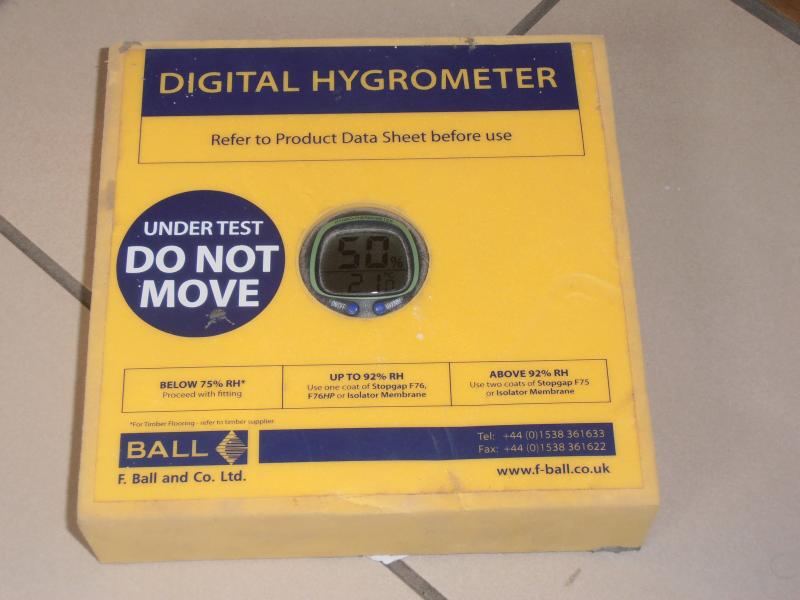 DIGITAL HYGROMETER
Refer to Product Data Sheet before use
UNDER TEST
DO NOT
MOVE
50%
BELOW 75% RH*
Proceed with fitting
UP TO 92% RH
Use one coat of Stopgap F76,
F76HP or Isolator Membrane
ABOVE 92% RH
Use two coats of Stopgap F75
or Isolator Membrane
*For Timber Flooring - refer to timber supplier
BALL
F. Ball and Co. Ltd.
Tel: +44 (0)1538 361633
Fax: +44 (0)1538 361622
www.f-ball.co.uk